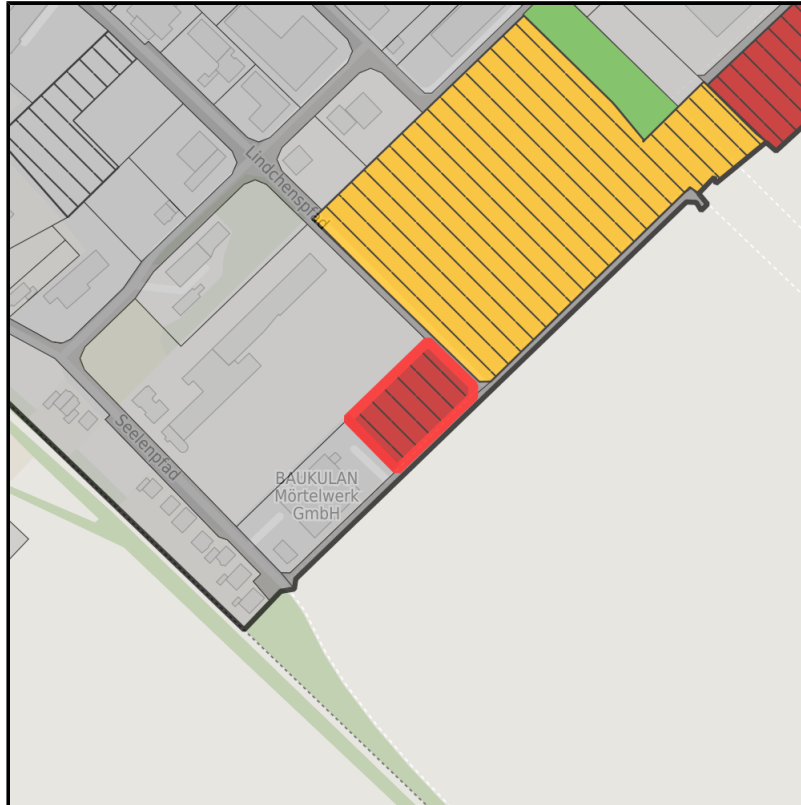 Lindchenspfad
Seelenpfad
BAUKULAN
Mörtelwerk
GmbH